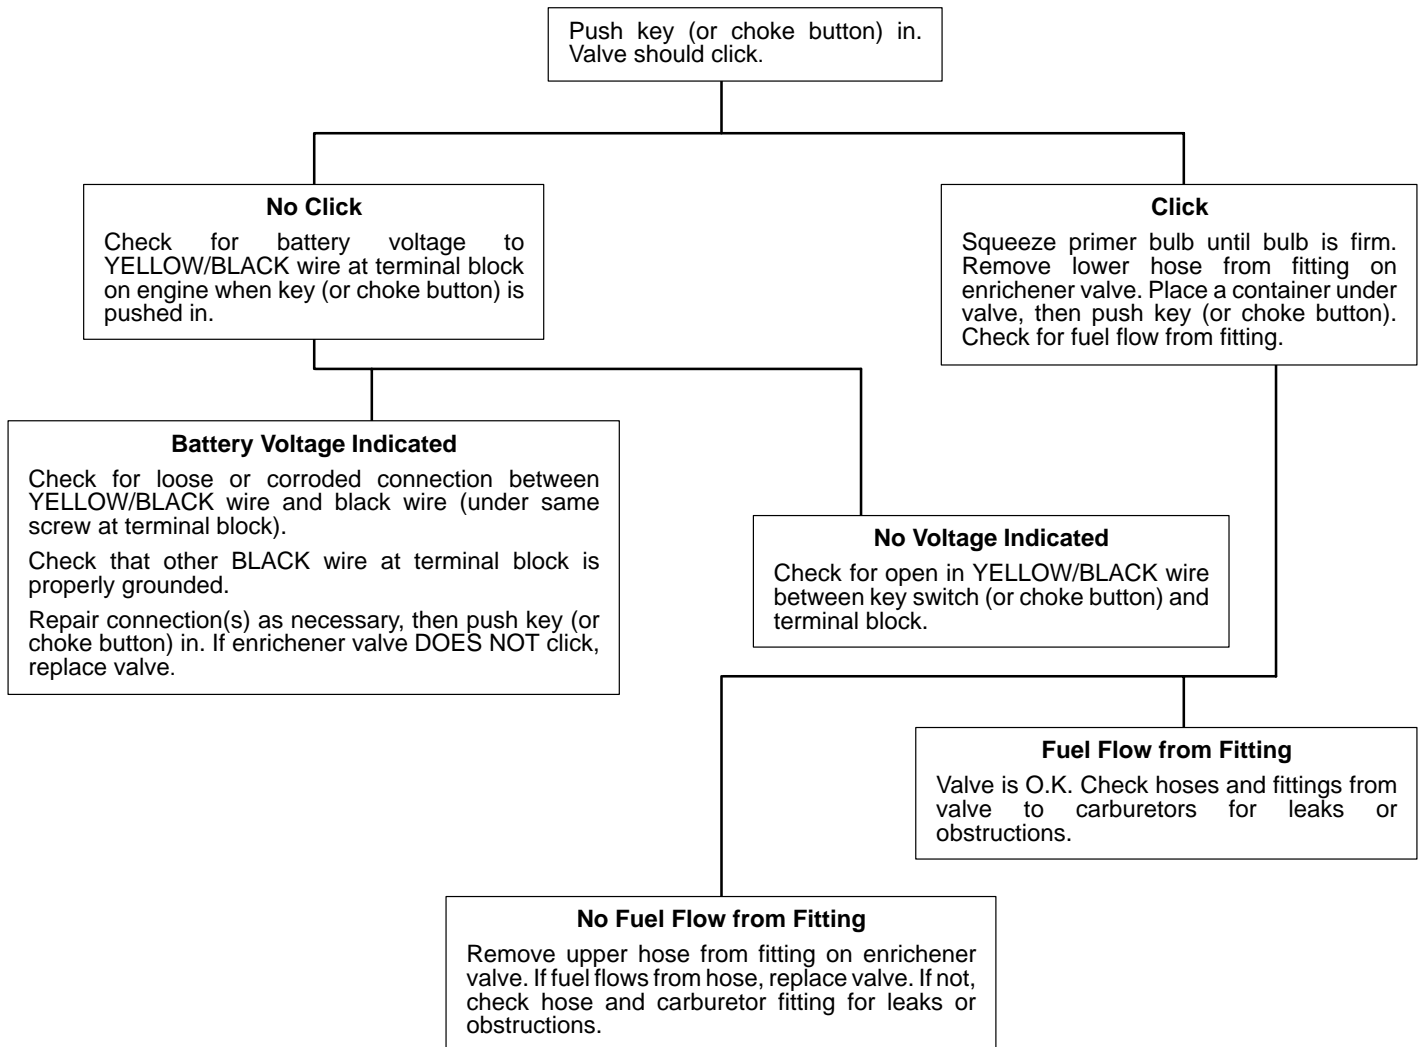 Push key (or choke button) in.
Valve should click.
No Click
Check for battery voltage to
YELLOW/BLACK wire at terminal block
on engine when key (or choke button) is
pushed in.
Click
Squeeze primer bulb until bulb is firm.
Remove lower hose from fitting on
enrichener valve. Place a container under
valve, then push key (or choke button).
Check for fuel flow from fitting.
Battery Voltage Indicated
Check for loose or corroded connection between
YELLOW/BLACK wire and black wire (under same
screw at terminal block).
Check that other BLACK wire at terminal block is
properly grounded.
Repair connection(s) as necessary, then push key (or
choke button) in. If enrichener valve DOES NOT click,
replace valve.
No Voltage Indicated
Check for open in YELLOW/BLACK wire
between key switch (or choke button) and
terminal block.
Fuel Flow from Fitting
Valve is O.K. Check hoses and fittings from
valve to carburetors for leaks or
obstructions.
No Fuel Flow from Fitting
Remove upper hose from fitting on enrichener
valve. If fuel flows from hose, replace valve. If not,
check hose and carburetor fitting for leaks or
obstructions.